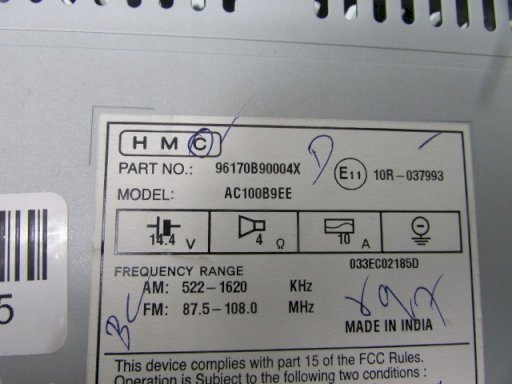 HMC
PART NO.: 96170B90004X D E11 10R-037993
MODEL: AC100B9EE
14.4 V 4 Ω 10 A
FREQUENCY RANGE 033EC02185D
AM: 522-1620 KHz
FM: 87.5-108.0 MHz
MADE IN INDIA
5
This device complies with part 15 of the FCC Rules.
Operation is Subject to the following two conditions: